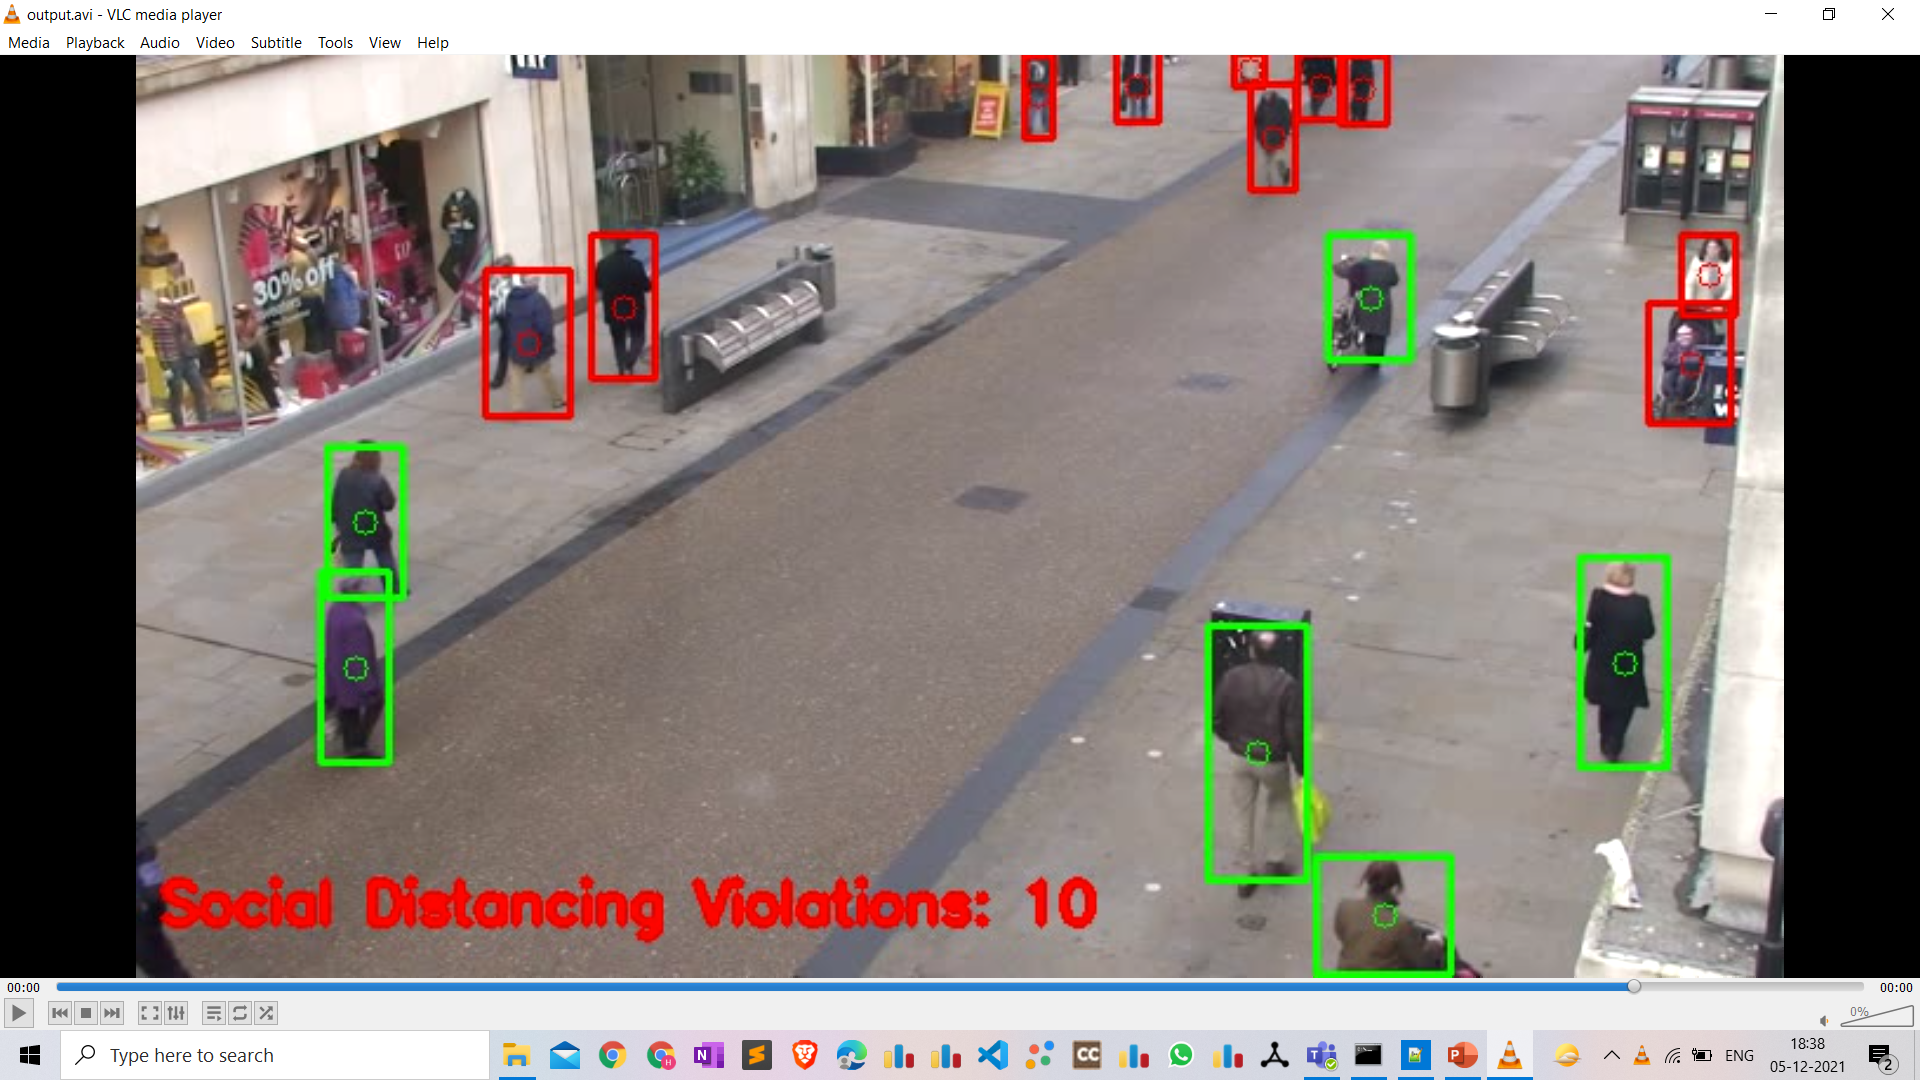 output.avi - VLC media player
Media Playback Audio Video Subtitle Tools View Help
30% off
Social Distancing Violations: 10
00:00
00:00
0%
Type here to search
ENG
18:38
05-12-2021
2